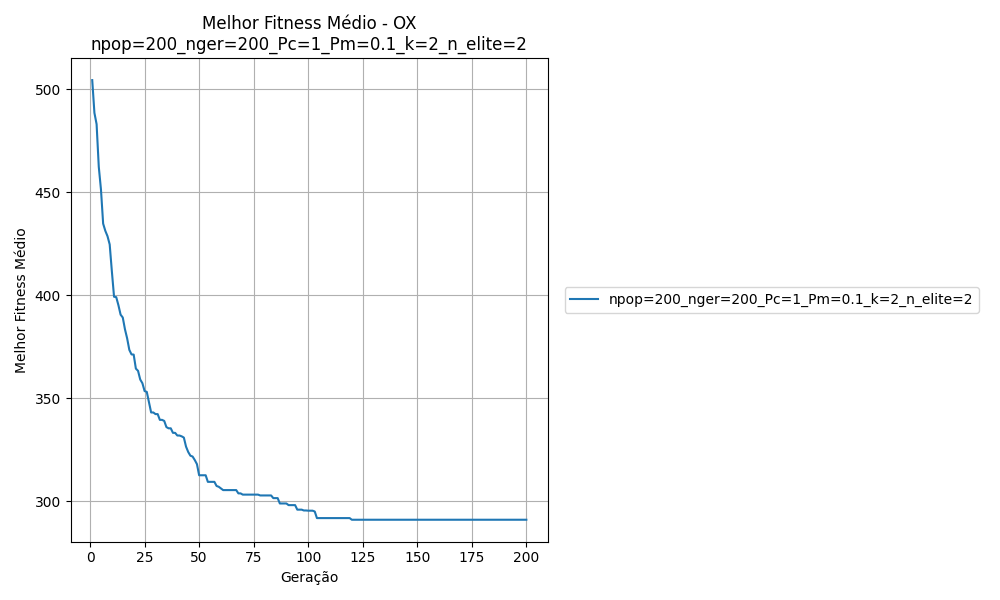 Melhor Fitness Médio - OX
npop=200_nger=200_Pc=1_Pm=0.1_k=2_n_elite=2
Melhor Fitness Médio
500
450
400
350
300
0 25 50 75 100 125 150 175 200
Geração
npop=200_nger=200_Pc=1_Pm=0.1_k=2_n_elite=2